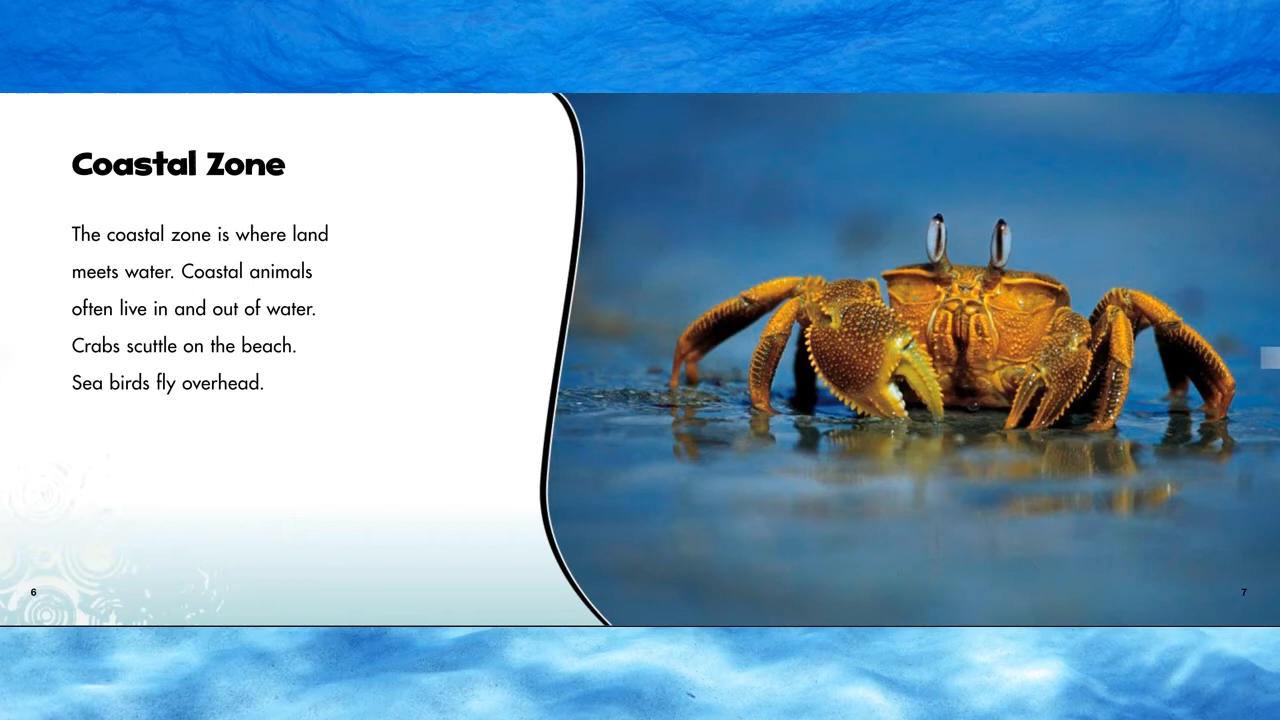 Coastal Zone
The coastal zone is where land
meets water. Coastal animals
often live in and out of water.
Crabs scuttle on the beach.
Sea birds fly overhead.
6
7